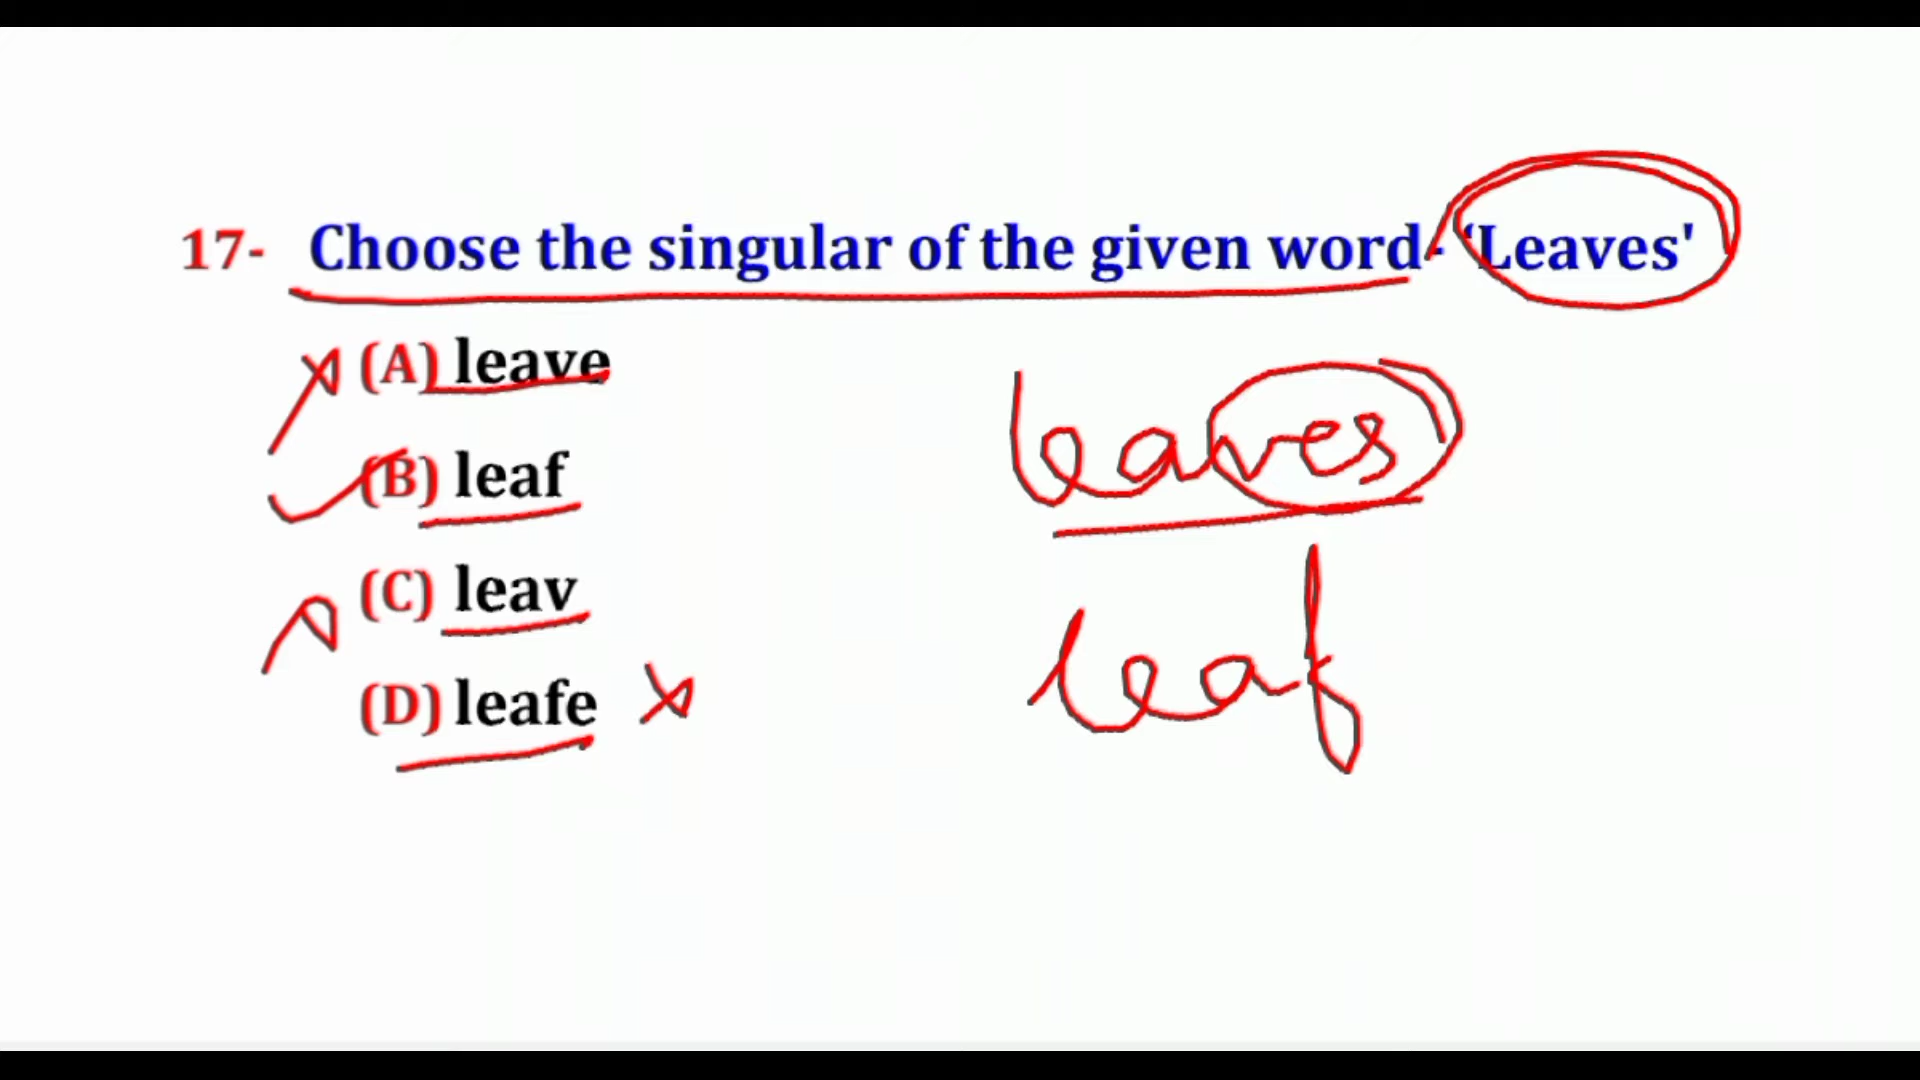 17- Choose the singular of the given word- ‘Leaves'
(A) leave
(B) leaf
(C) leav
(D) leafe
leaves
leaf